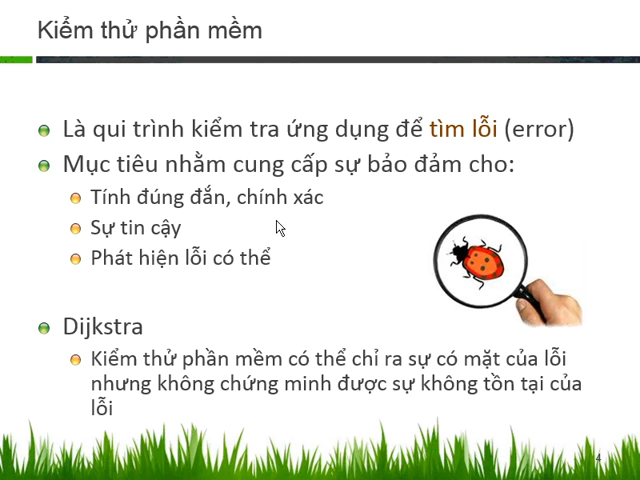 Kiểm thử phần mềm
Là qui trình kiểm tra ứng dụng để tìm lỗi (error)
Mục tiêu nhằm cung cấp sự bảo đảm cho:
Tính đúng đắn, chính xác
Sự tin cậy
Phát hiện lỗi có thể
Dijkstra
Kiểm thử phần mềm có thể chỉ ra sự có mặt của lỗi
nhưng không chứng minh được sự không tồn tại của
lỗi
4